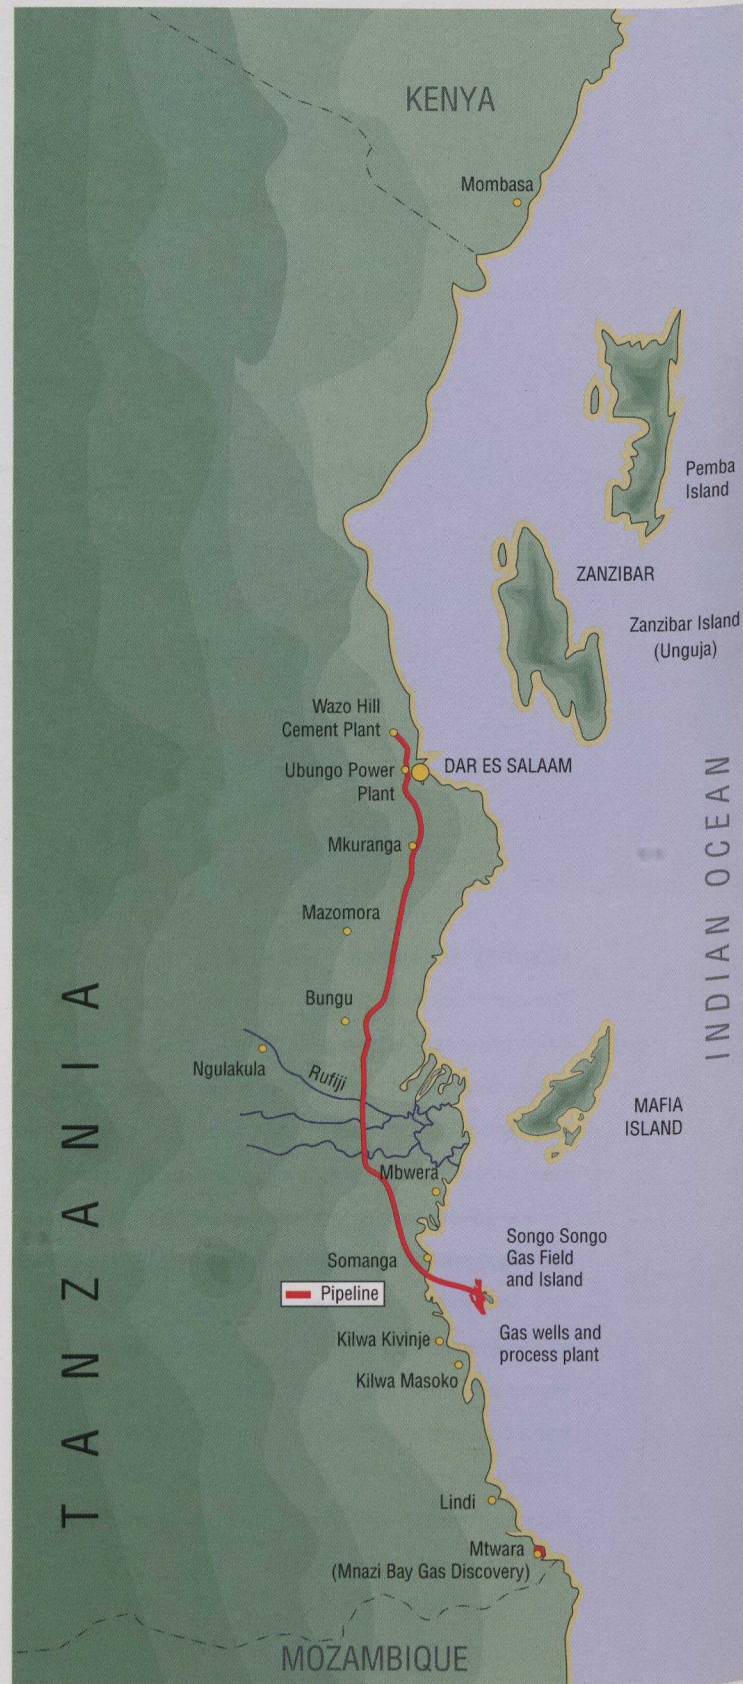 KENYA
Mombasa
Pemba
Island
ZANZIBAR
Zanzibar Island
(Unguja)
Wazo Hill
Cement Plant
Ubungo Power
Plant
DAR ES SALAAM
INDIAN OCEAN
Mkuranga
Mazomora
Bungu
TANZANIA
Ngulakula
Rufiji
MAFIA
ISLAND
Mbwera
Somanga
Songo Songo
Gas Field
and Island
Pipeline
Gas wells and
process plant
Kilwa Kivinje
Kilwa Masoko
Lindi
Mtwara
(Mnazi Bay Gas Discovery)
MOZAMBIQUE